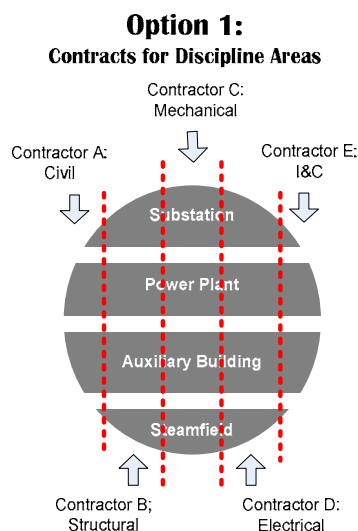 Option 1:
Contracts for Discipline Areas
Contractor C:
Mechanical
Contractor A:
Civil
Contractor E:
I&C
Substation
Power Plant
Auxiliary Building
Steamfield
Contractor B;
Structural
Contractor D:
Electrical